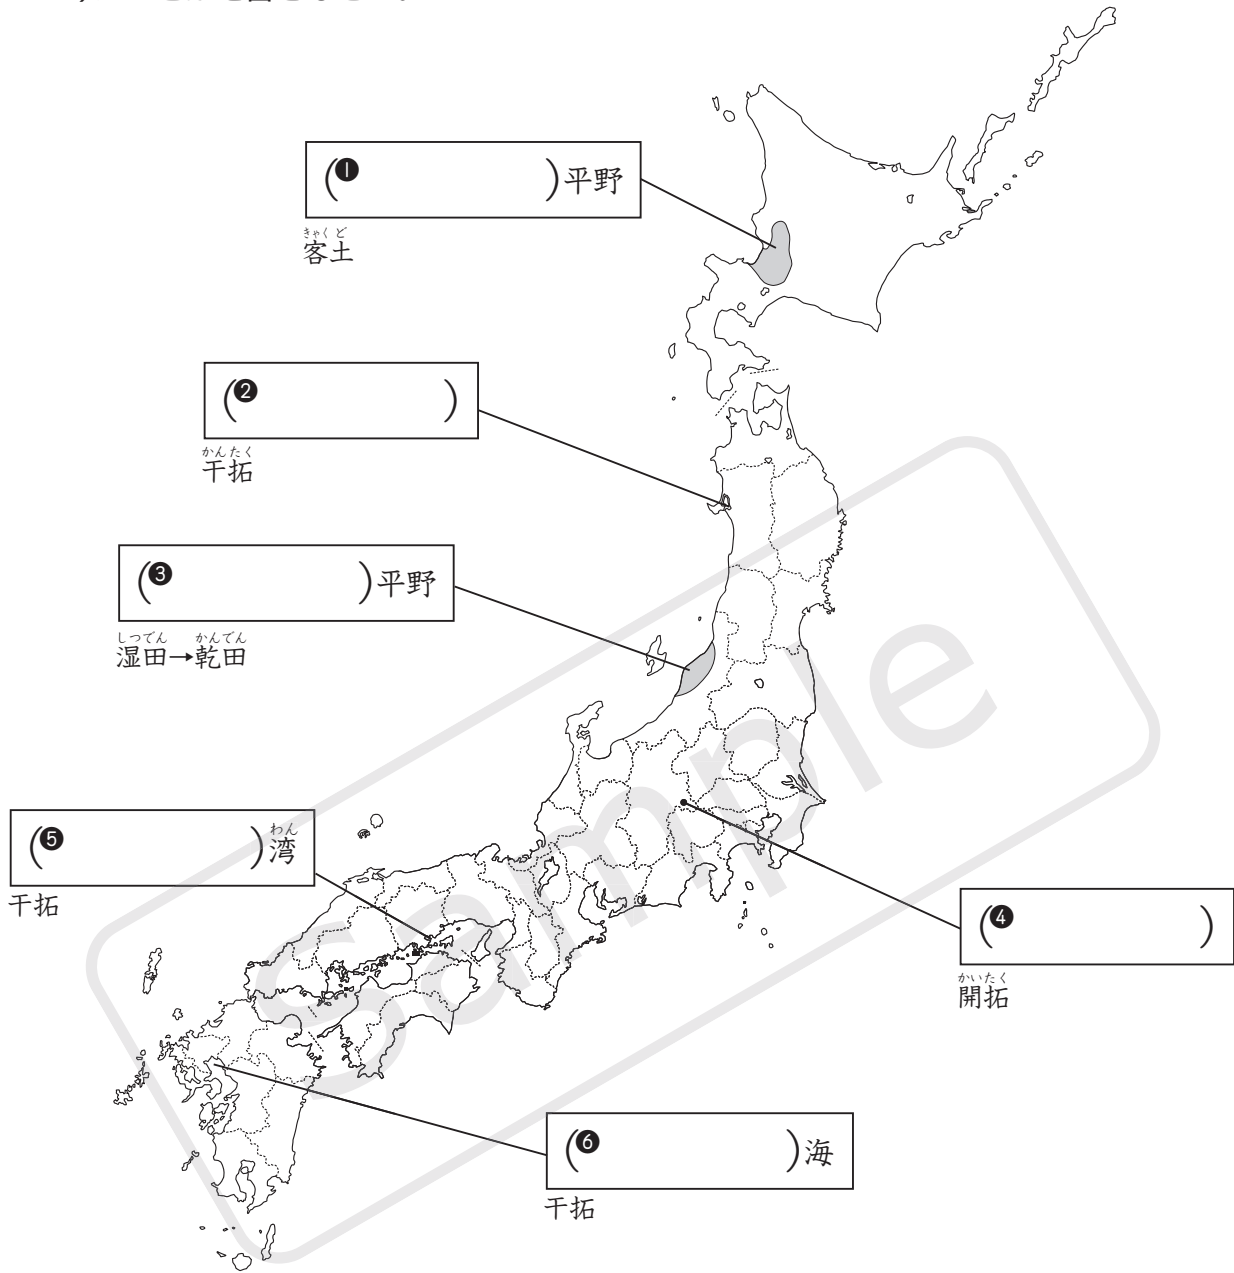 (❶ )平野
きゃくど
客土
(❷ )
かんたく
干拓
(❸ )平野
しつでん かんでん
湿田→乾田
(❹ )
かいたく
開拓
(❺ )湾
わん
干拓
(❻ )海
干拓
Sample